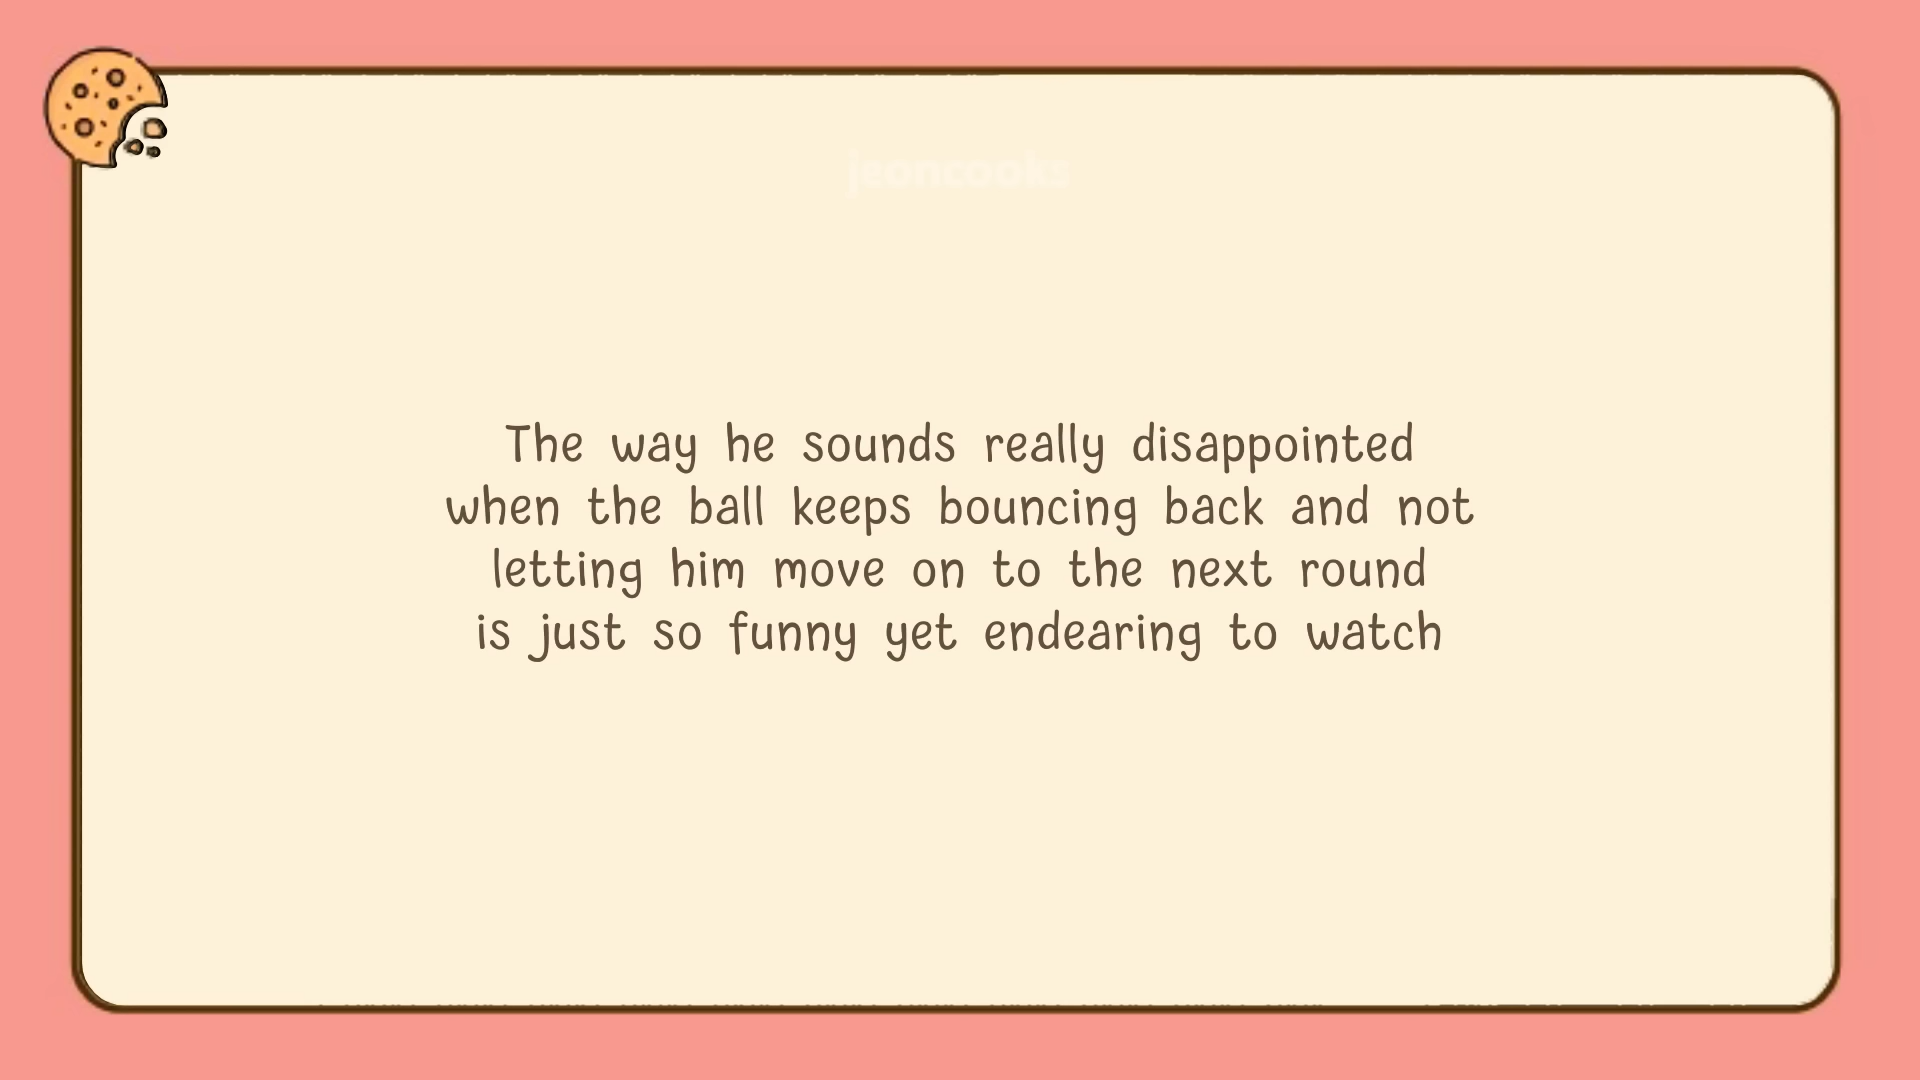 jeoncooks
The way he sounds really disappointed
when the ball keeps bouncing back and not
letting him move on to the next round
is just so funny yet endearing to watch